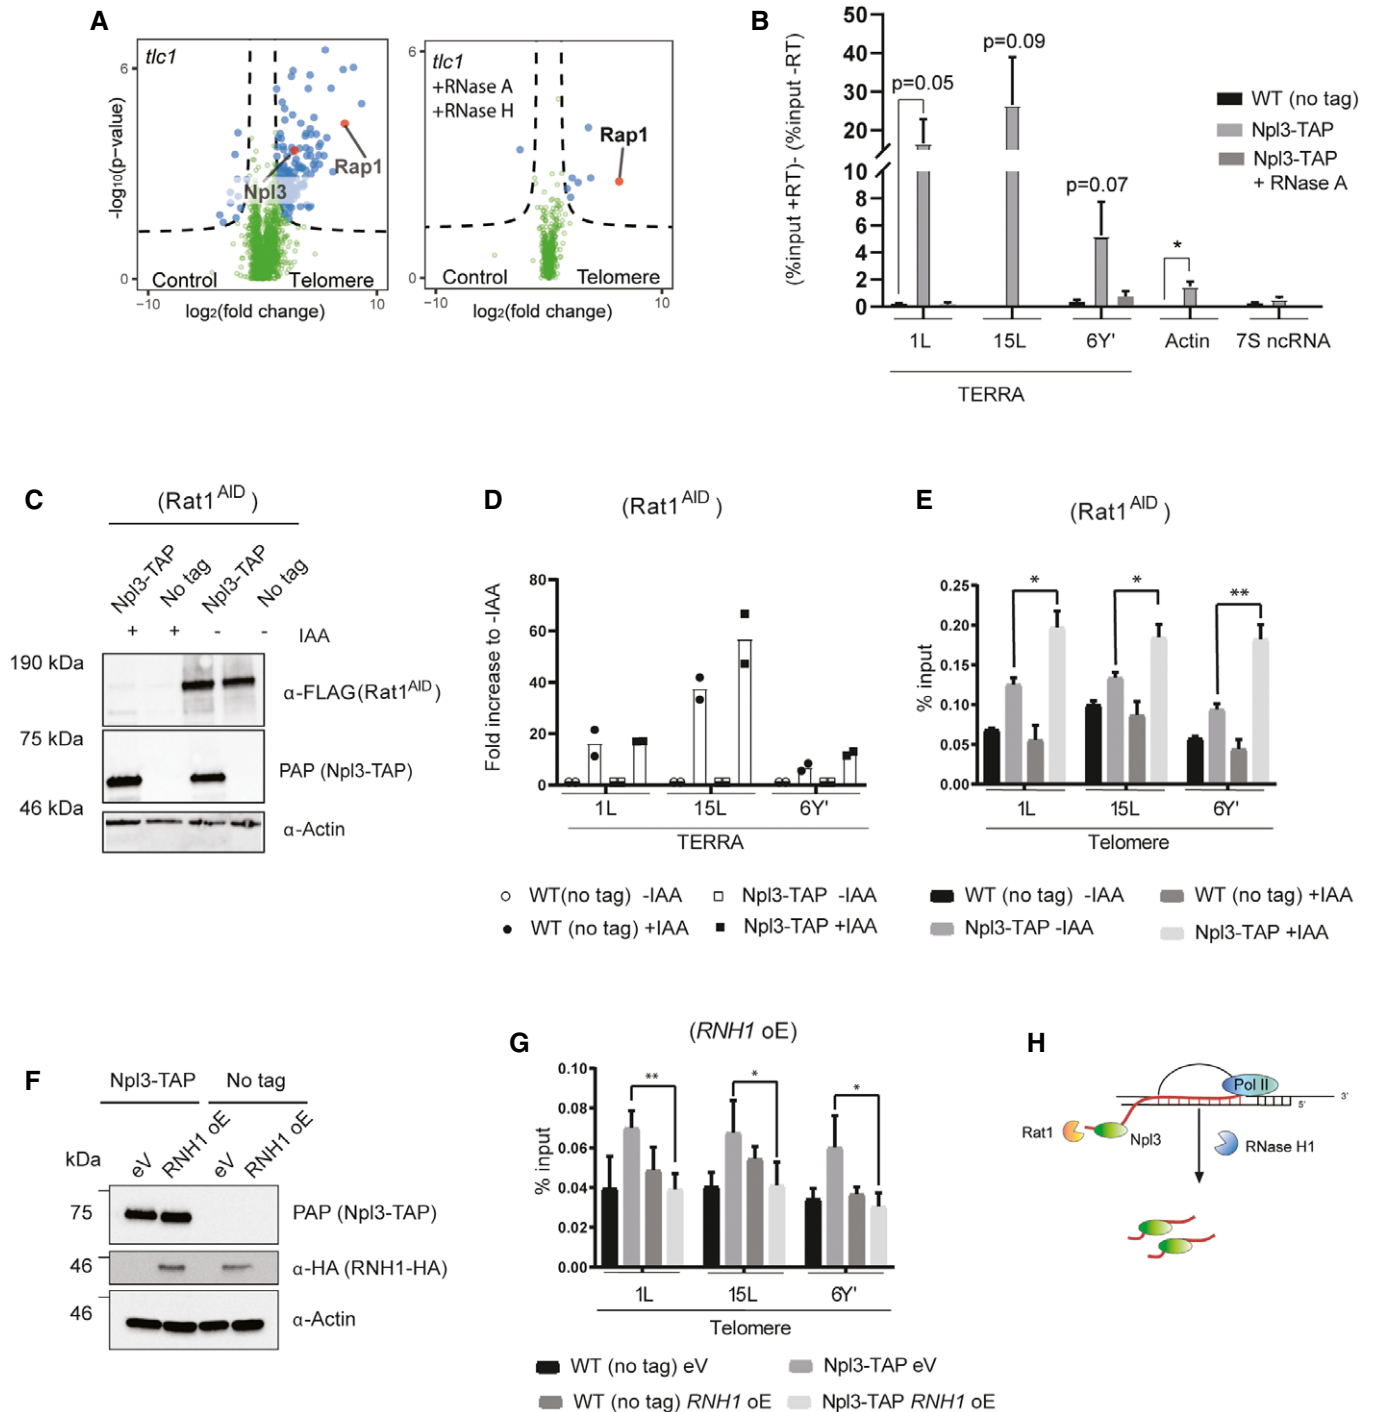 A
tlc1
6
0
-log10(p-value)
Npl3
Rap1
Control
Telomere
−10
10
log2(fold change)
tlc1
+RNase A
+RNase H
6
0
Rap1
Control
Telomere
−10
10
log2(fold change)
B
(%input +RT)- (%input -RT)
50
40
30
20
10
8
6
4
2
0
p=0.05
p=0.09
p=0.07
*
1L
15L
6Y'
Actin
7S ncRNA
TERRA
WT (no tag)
Npl3-TAP
Npl3-TAP
+ RNase A
C
(Rat1AID )
Npl3-TAP
No tag
Npl3-TAP
No tag
+ + - - IAA
190 kDa
α-FLAG(Rat1AID)
75 kDa
PAP (Npl3-TAP)
46 kDa
α-Actin
D
(Rat1AID )
Fold increase to -IAA
80
60
40
20
0
1L
15L
6Y'
TERRA
WT(no tag) -IAA
Npl3-TAP -IAA
WT (no tag) +IAA
Npl3-TAP +IAA
E
(Rat1AID )
% input
0.25
0.20
0.15
0.10
0.05
0.00
*
*
**
1L
15L
6Y'
Telomere
WT (no tag) -IAA
WT (no tag) +IAA
Npl3-TAP -IAA
Npl3-TAP +IAA
F
Npl3-TAP
No tag
kDa
eV
RNH1 oE
eV
RNH1 oE
75
PAP (Npl3-TAP)
46
α-HA (RNH1-HA)
46
α-Actin
G
(RNH1 oE)
% input
0.10
0.08
0.06
0.04
0.02
0.00
**
*
*
1L
15L
6Y'
Telomere
WT (no tag) eV
Npl3-TAP eV
WT (no tag) RNH1 oE
Npl3-TAP RNH1 oE
H
Pol II
3'
5'
Rat1
Npl3
RNase H1